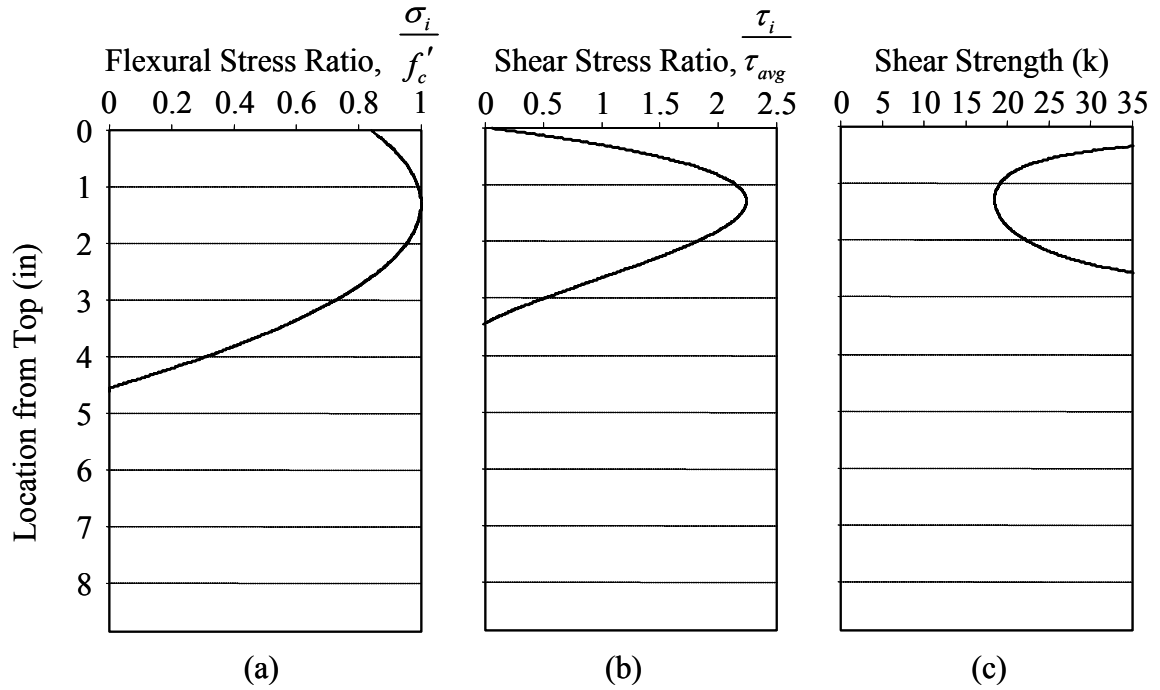 Flexural Stress Ratio, σi / fc′
0 0.2 0.4 0.6 0.8 1
Shear Stress Ratio, τi / τavg
0 0.5 1 1.5 2 2.5
Shear Strength (k)
0 5 10 15 20 25 30 35
Location from Top (in)
0
1
2
3
4
5
6
7
8
(a)
(b)
(c)